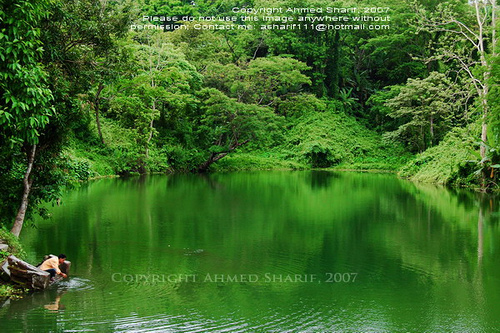 Copyright Ahmed Sharif, 2007
Please do not use this image anywhere without
permission: Contact me: asharif111@hotmail.com
Copyright Ahmed Sharif, 2007